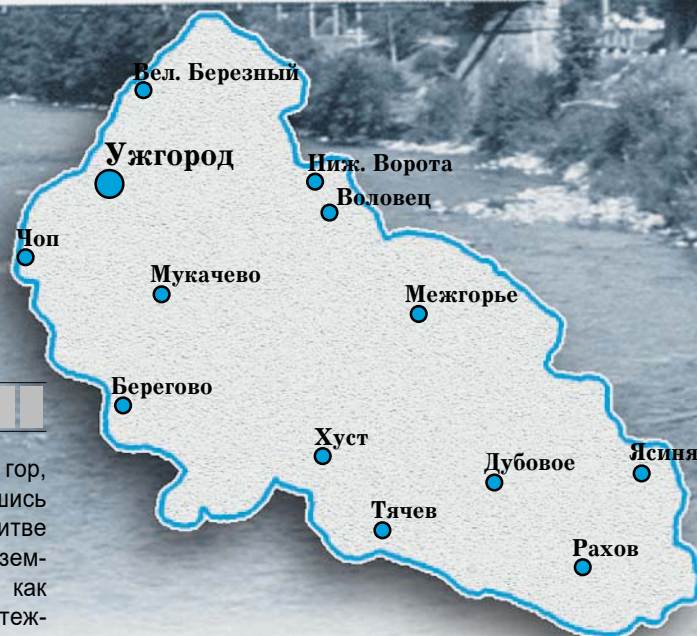 Вел. Березный
Ужгород
Ниж. Ворота
Воловец
Чоп
Мукачево
Межгорье
Берегово
Хуст
Дубовое
Ясиня
Тячев
Рахов
гор,
шись
итве
зем-
как
теж-